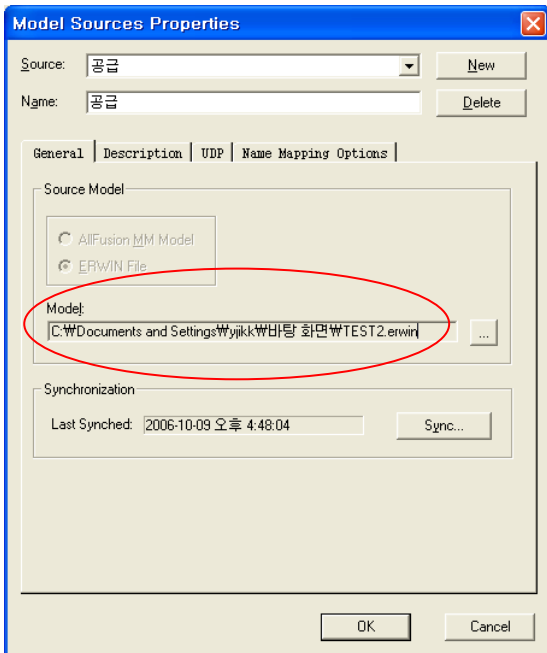 Model Sources Properties
Source: 공급 New
Name: 공급 Delete
General Description UDP Name Mapping Options
Source Model
AllFusion MM Model
ERWIN File
Model:
C:₩Documents and Settings₩yjikk₩바탕 화면₩TEST2.erwin ...
Synchronization
Last Synched: 2006-10-09 오후 4:48:04 Sync...
OK Cancel